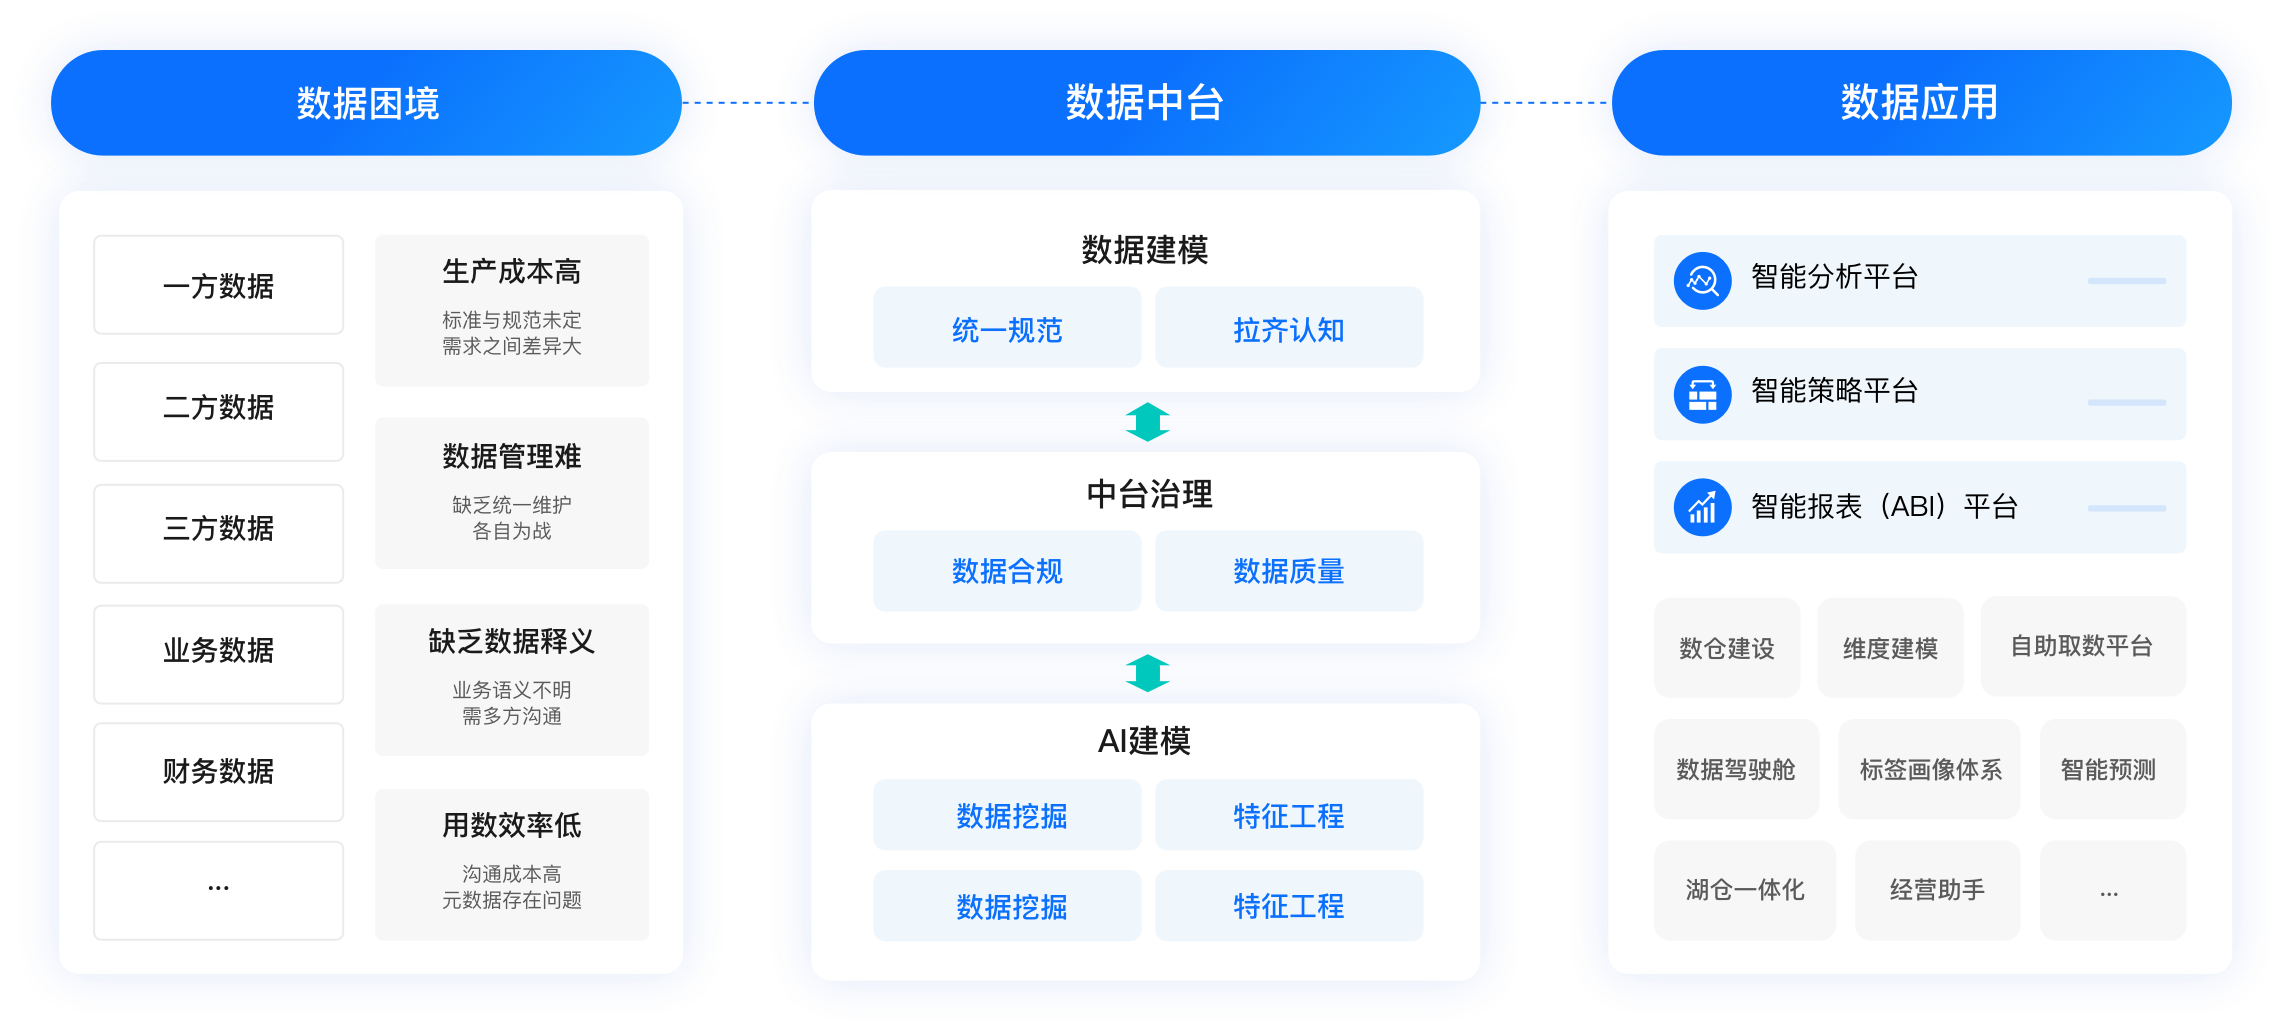 数据困境
数据中台
数据应用
一方数据
二方数据
三方数据
业务数据
财务数据
...
生产成本高
标准与规范未定
需求之间差异大
数据管理难
缺乏统一维护
各自为战
缺乏数据释义
业务语义不明
需多方沟通
用数效率低
沟通成本高
元数据存在问题
数据建模
统一规范
拉齐认知
中台治理
数据合规
数据质量
AI建模
数据挖掘
特征工程
数据挖掘
特征工程
智能分析平台
智能策略平台
智能报表（ABI）平台
数仓建设
维度建模
自助取数平台
数据驾驶舱
标签画像体系
智能预测
湖仓一体化
经营助手
...